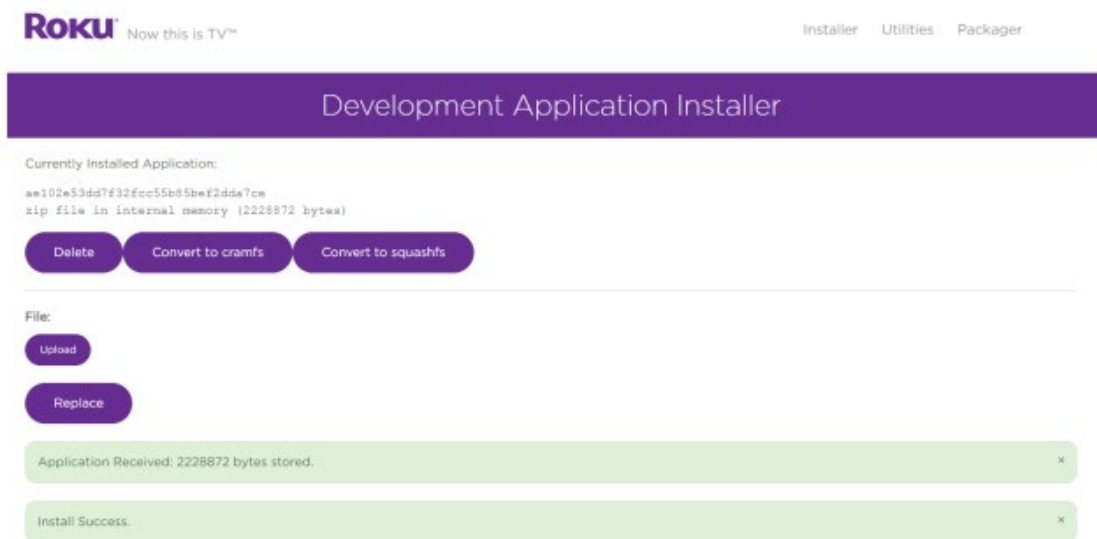 Roku Now this is TV™ Installer Utilities Packager
Development Application Installer
Currently Installed Application:
ae102e53dd7f32fcc55b85bef2dda7ce
zip file in internal memory (2228872 bytes)
Delete Convert to cramfs Convert to squashfs
File:
Upload
Replace
Application Received: 2228872 bytes stored. ×
Install Success. ×